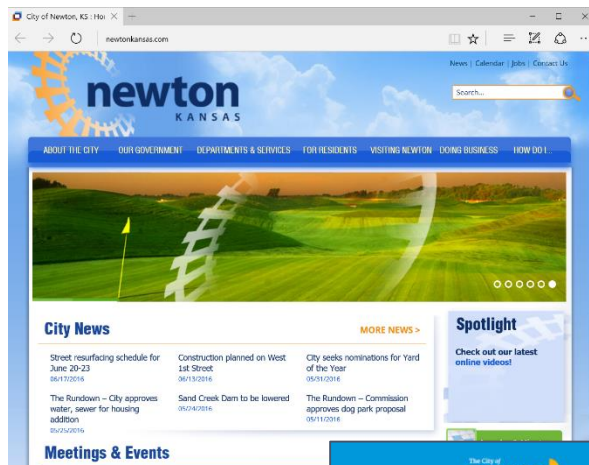 City of Newton, KS : Hor
newtonkansas.com
News | Calendar | Jobs | Contact Us
newton
KANSAS
Search...
ABOUT THE CITY OUR GOVERNMENT DEPARTMENTS & SERVICES FOR RESIDENTS VISITING NEWTON DOING BUSINESS HOW DO I...
City News
MORE NEWS >
Spotlight
Check out our latest
online videos!
Street resurfacing schedule for
June 20-23
06/17/2016
Construction planned on West
1st Street
06/13/2016
City seeks nominations for Yard
of the Year
05/31/2016
The Rundown – City approves
water, sewer for housing
addition
05/25/2016
Sand Creek Dam to be lowered
05/24/2016
The Rundown – Commission
approves dog park proposal
05/11/2016
Meetings & Events
The City of